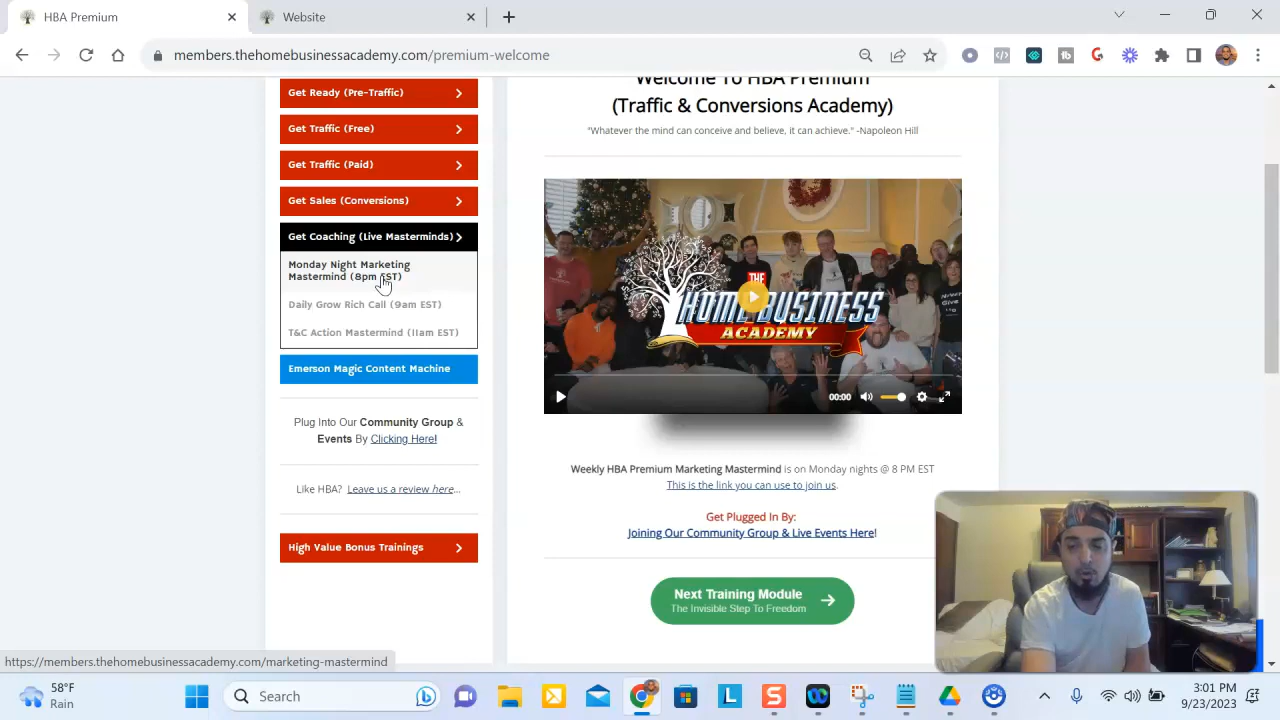 HBA Premium
Website
members.thehomebusinessacademy.com/premium-welcome
Get Ready (Pre-Traffic)
Get Traffic (Free)
Get Traffic (Paid)
Get Sales (Conversions)
Get Coaching (Live Masterminds)
Monday Night Marketing
Mastermind (8pm EST)
Daily Grow Rich Call (9am EST)
T&C Action Mastermind (11am EST)
Emerson Magic Content Machine
Plug Into Our Community Group &
Events By Clicking Here!
Like HBA? Leave us a review here...
High Value Bonus Trainings
Welcome To HBA Premium
(Traffic & Conversions Academy)
"Whatever the mind can conceive and believe, it can achieve." -Napoleon Hill
THE
HOME BUSINESS
ACADEMY
00:00
Weekly HBA Premium Marketing Mastermind is on Monday nights @ 8 PM EST
This is the link you can use to join us.
Get Plugged In By:
Joining Our Community Group & Live Events Here!
Next Training Module
The Invisible Step To Freedom
https://members.thehomebusinessacademy.com/marketing-mastermind
58°F
Rain
Search
3:01 PM
9/23/2023